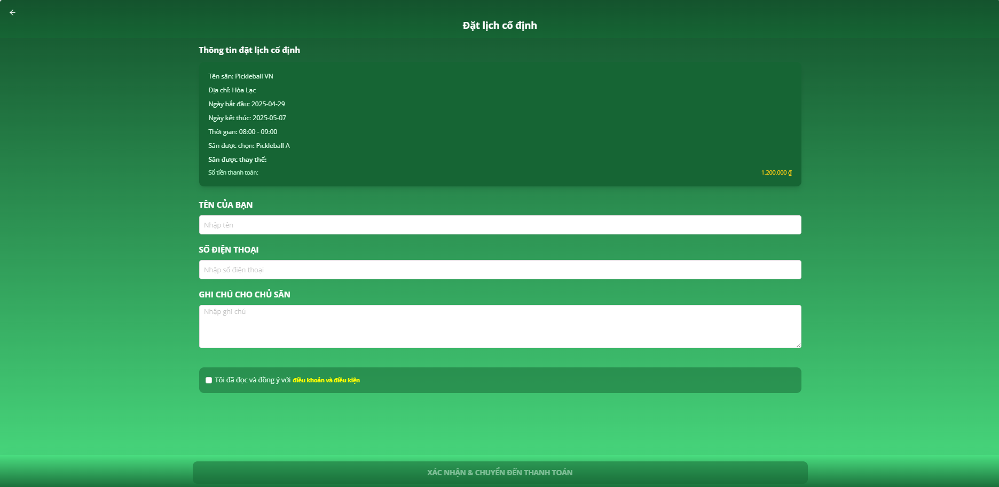 Đặt lịch cố định
Thông tin đặt lịch cố định
Tên sân: Pickleball VN
Địa chỉ: Hòa Lạc
Ngày bắt đầu: 2025-04-29
Ngày kết thúc: 2025-05-07
Thời gian: 08:00 - 09:00
Sân được chọn: Pickleball A
Sân được thay thế:
Số tiền thanh toán: 1.200.000 ₫
TÊN CỦA BẠN
Nhập tên
SỐ ĐIỆN THOẠI
Nhập số điện thoại
GHI CHÚ CHO CHỦ SÂN
Nhập ghi chú
Tôi đã đọc và đồng ý với điều khoản và điều kiện
XÁC NHẬN & CHUYỂN ĐẾN THANH TOÁN